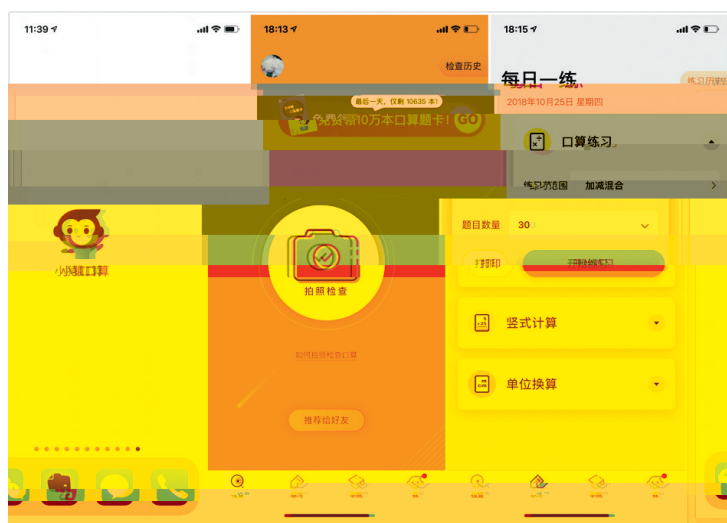 11:39
小猿口算
18:13
检查历史
最后一天，仅剩 10635 本！
免费领10万本口算题卡！ GO
拍照检查
如何拍照检查口算
推荐给好友
18:15
每日一练
练习历史
2018年10月25日 星期四
口算练习
练习范围 加减混合
题目数量 30
打印
开始练习
竖式计算
单位换算